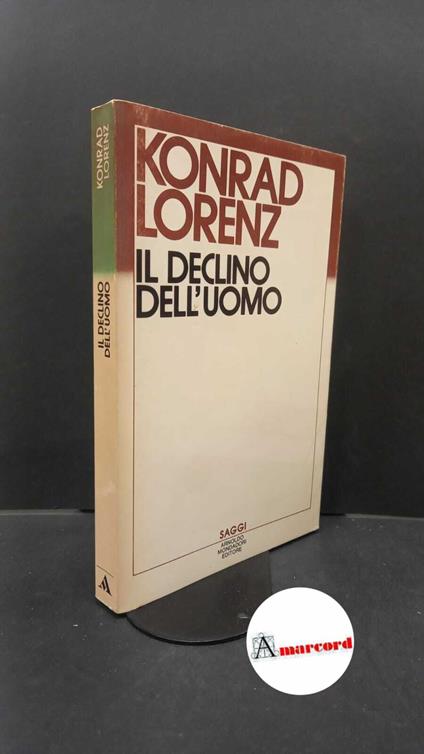 KONRAD
LORENZ
IL DECLINO
DELL'UOMO
KONRAD
LORENZ
IL DECLINO
DELL'UOMO
SAGGI
ARNOLDO
MONDADORI
EDITORE
A
Amarcord